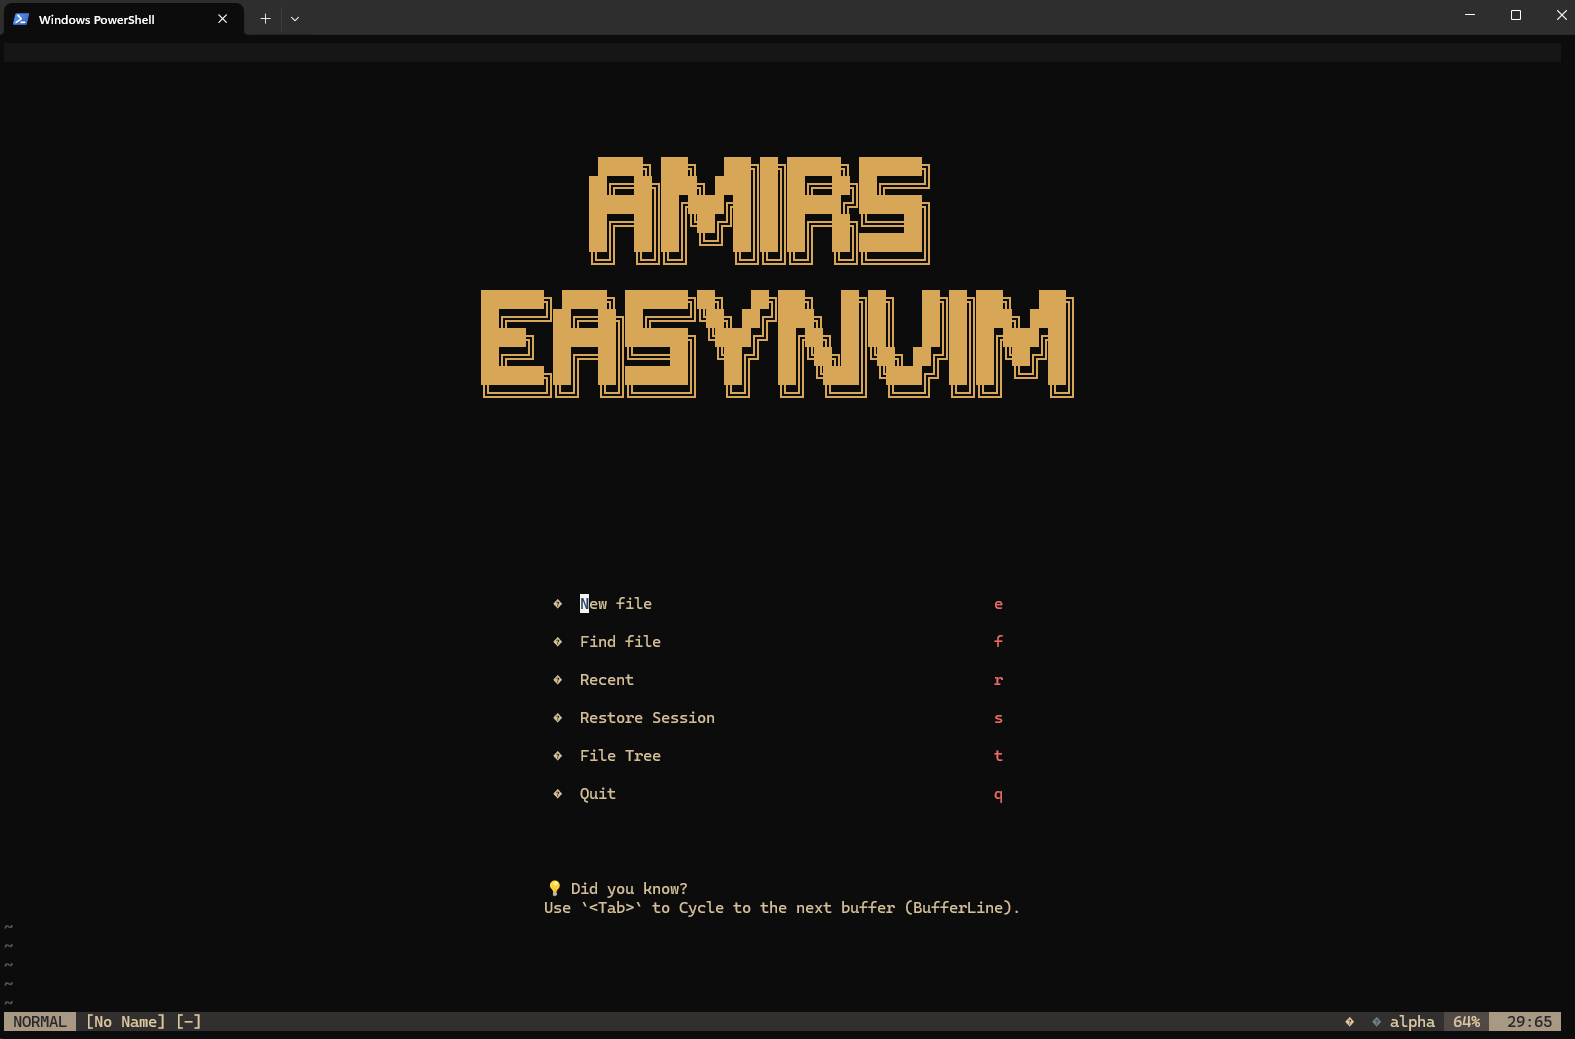 Windows PowerShell
AMIRS
EASYNVIM
� New file e
� Find file f
� Recent r
� Restore Session s
� File Tree t
� Quit q
💡 Did you know?
Use `<Tab>` to Cycle to the next buffer (BufferLine).
~
~
~
~
~
NORMAL [No Name] [-] � � alpha 64% 29:65